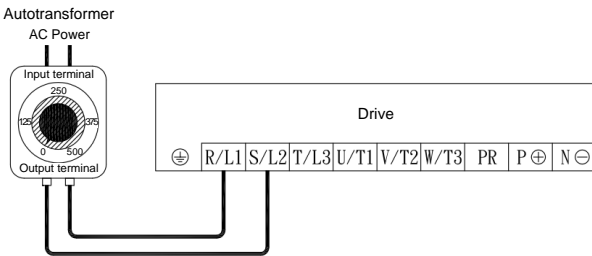 Autotransformer
AC Power
Input terminal
250
125
375
0
500
Output terminal
Drive
R/L1 S/L2 T/L3 U/T1 V/T2 W/T3 PR P⊕ N⊖